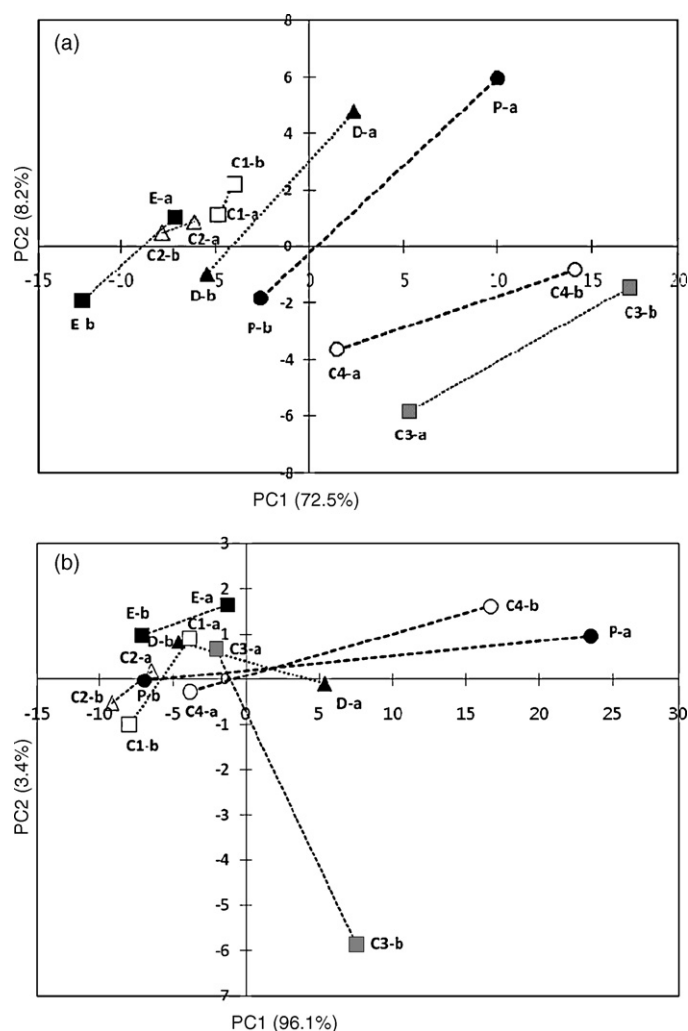 (a)
8
6
P-a
4
D-a
C1-b
2
E-a
C1-a
C2-a
C2-b
PC2 (8.2%)
0
-15
-10
-5
0
5
10
15
20
D-b
C4-b
-2
E-b
P-b
C3-b
C4-a
-4
-6
C3-a
-8
PC1 (72.5%)
(b)
3
2
E-a
C4-b
E-b
C1-a
P-a
1
D-b
C3-a
C2-a
0
C2-b
P-b
C4-a
D-a
-15
-10
-5
0
5
10
15
20
25
30
-1
C1-b
PC2 (3.4%)
-2
-3
-4
-5
-6
C3-b
-7
PC1 (96.1%)